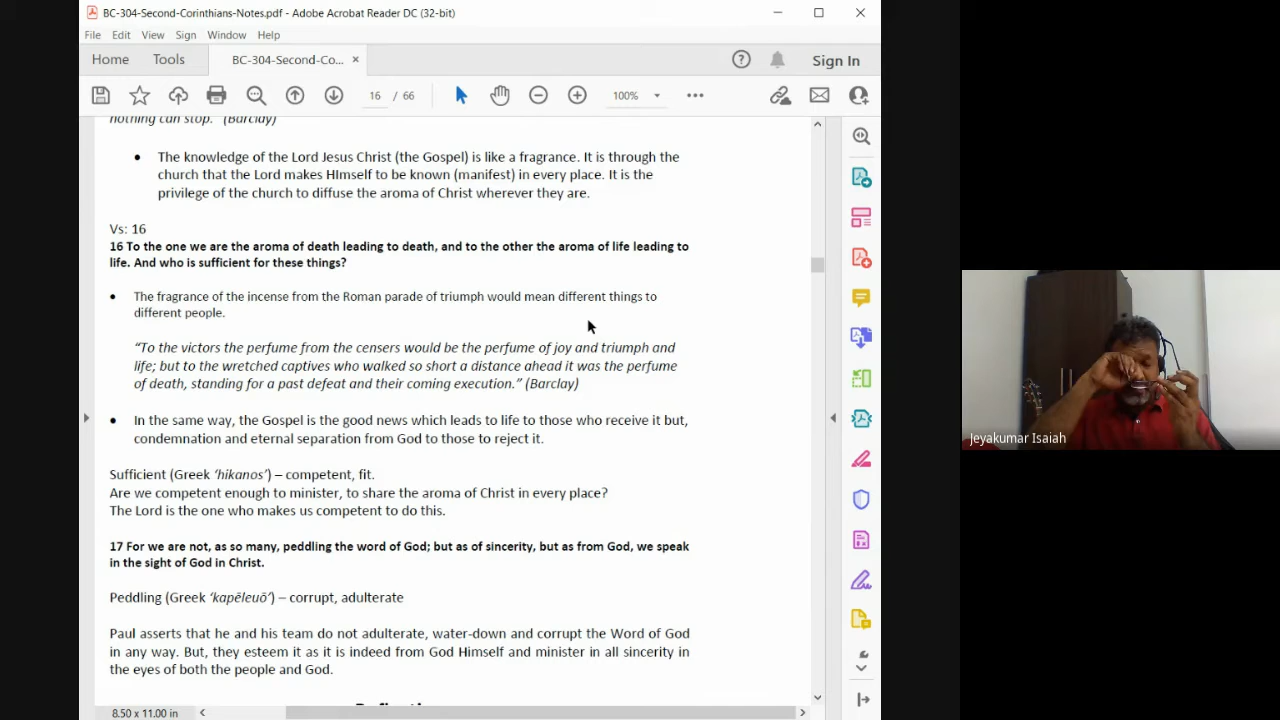 BC-304-Second-Corinthians-Notes.pdf - Adobe Acrobat Reader DC (32-bit)
File Edit View Sign Window Help
Home Tools BC-304-Second-Co... × Sign In
16 / 66 100%
nothing can stop." (Barclay)
• The knowledge of the Lord Jesus Christ (the Gospel) is like a fragrance. It is through the
church that the Lord makes HImself to be known (manifest) in every place. It is the
privilege of the church to diffuse the aroma of Christ wherever they are.
Vs: 16
16 To the one we are the aroma of death leading to death, and to the other the aroma of life leading to
life. And who is sufficient for these things?
• The fragrance of the incense from the Roman parade of triumph would mean different things to
different people.
“To the victors the perfume from the censers would be the perfume of joy and triumph and
life; but to the wretched captives who walked so short a distance ahead it was the perfume
of death, standing for a past defeat and their coming execution.” (Barclay)
• In the same way, the Gospel is the good news which leads to life to those who receive it but,
condemnation and eternal separation from God to those to reject it.
Sufficient (Greek ‘hikanos’) – competent, fit.
Are we competent enough to minister, to share the aroma of Christ in every place?
The Lord is the one who makes us competent to do this.
17 For we are not, as so many, peddling the word of God; but as of sincerity, but as from God, we speak
in the sight of God in Christ.
Peddling (Greek ‘kapēleuō’) – corrupt, adulterate
Paul asserts that he and his team do not adulterate, water-down and corrupt the Word of God
in any way. But, they esteem it as it is indeed from God Himself and minister in all sincerity in
the eyes of both the people and God.
8.50 x 11.00 in
Jeyakumar Isaiah